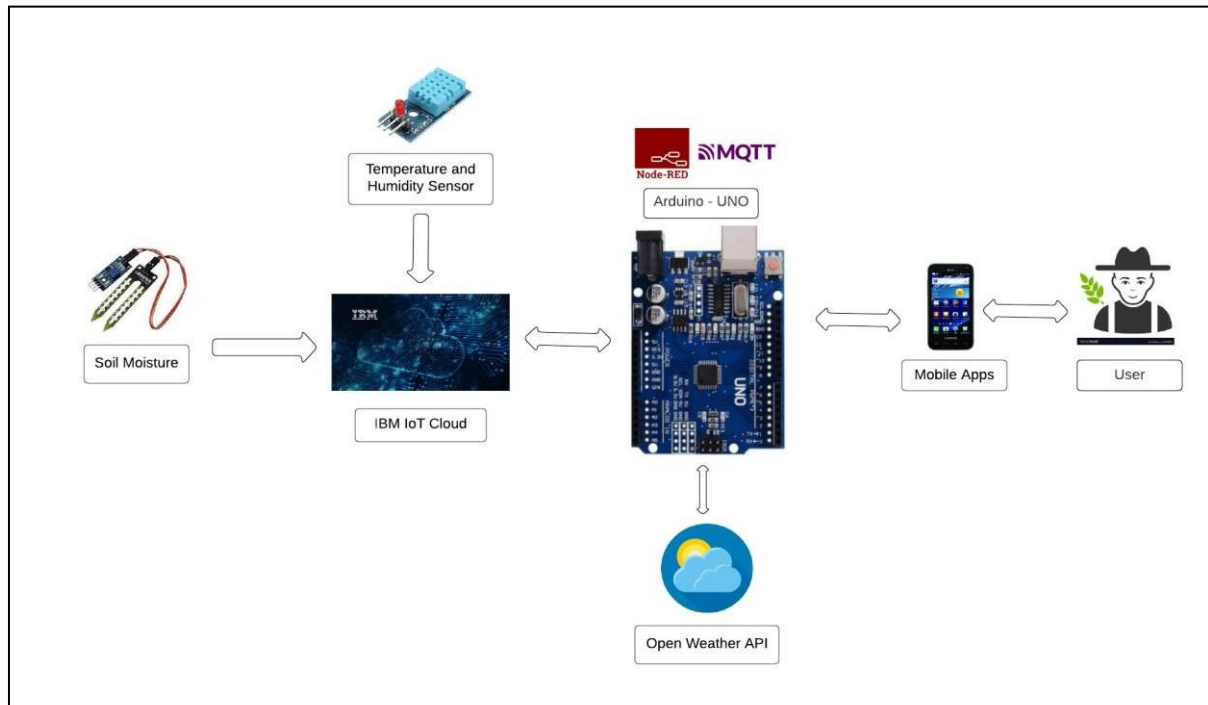 Temperature and
Humidity Sensor
Node-RED
MQTT
Arduino - UNO
Soil Moisture
IBM
IBM IoT Cloud
UNO
Mobile Apps
User
Open Weather API